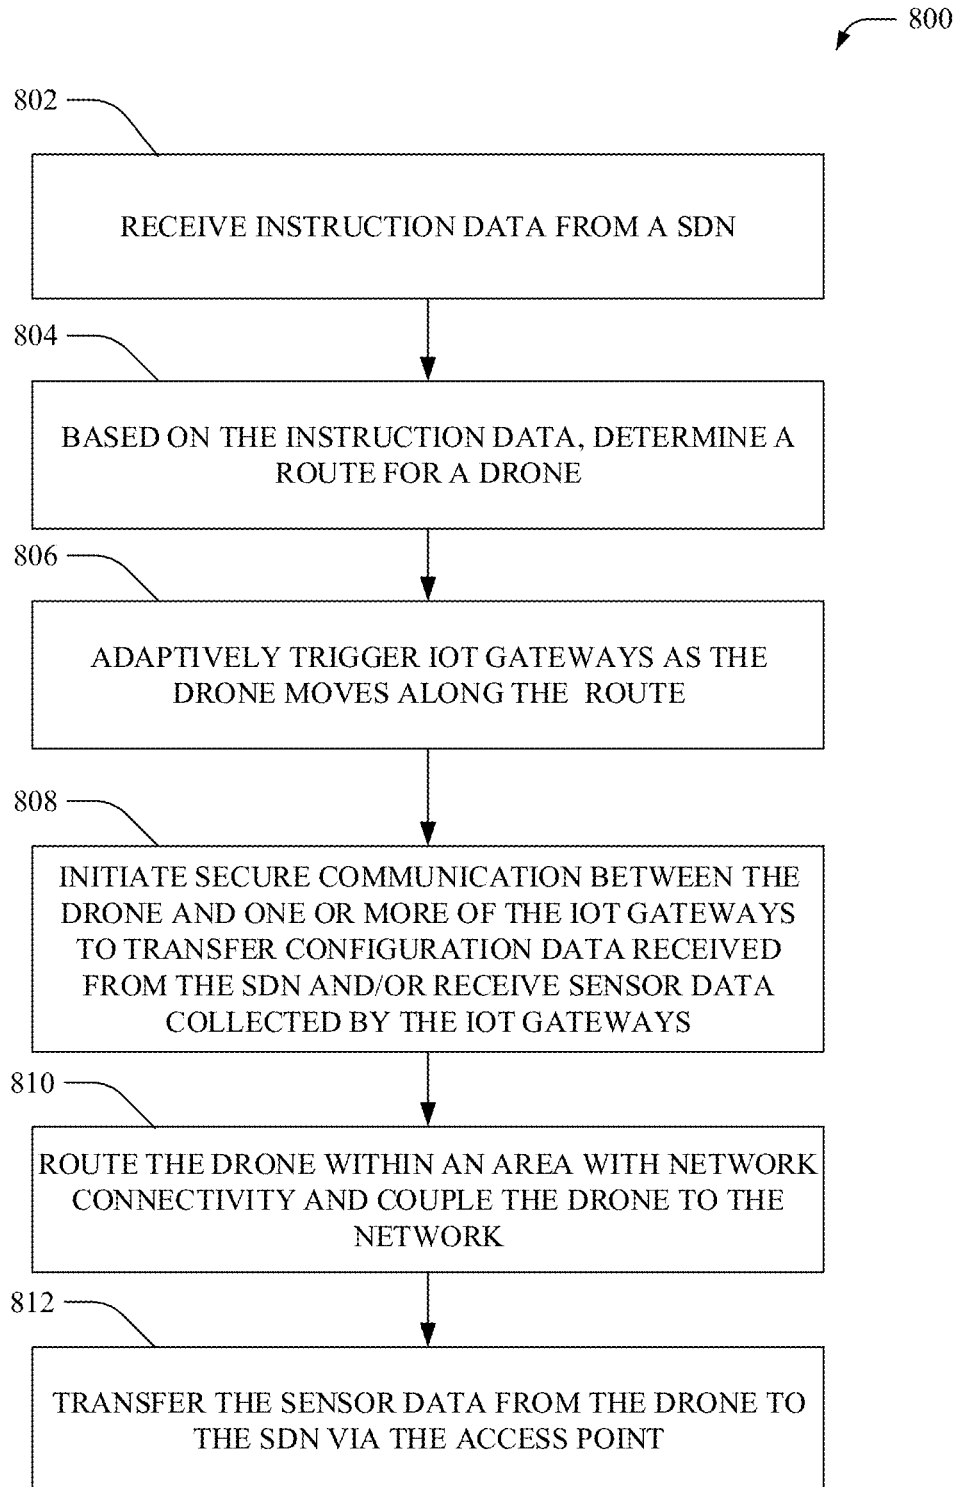 800
802
RECEIVE INSTRUCTION DATA FROM A SDN
804
BASED ON THE INSTRUCTION DATA, DETERMINE A
ROUTE FOR A DRONE
806
ADAPTIVELY TRIGGER IOT GATEWAYS AS THE
DRONE MOVES ALONG THE ROUTE
808
INITIATE SECURE COMMUNICATION BETWEEN THE
DRONE AND ONE OR MORE OF THE IOT GATEWAYS
TO TRANSFER CONFIGURATION DATA RECEIVED
FROM THE SDN AND/OR RECEIVE SENSOR DATA
COLLECTED BY THE IOT GATEWAYS
810
ROUTE THE DRONE WITHIN AN AREA WITH NETWORK
CONNECTIVITY AND COUPLE THE DRONE TO THE
NETWORK
812
TRANSFER THE SENSOR DATA FROM THE DRONE TO
THE SDN VIA THE ACCESS POINT